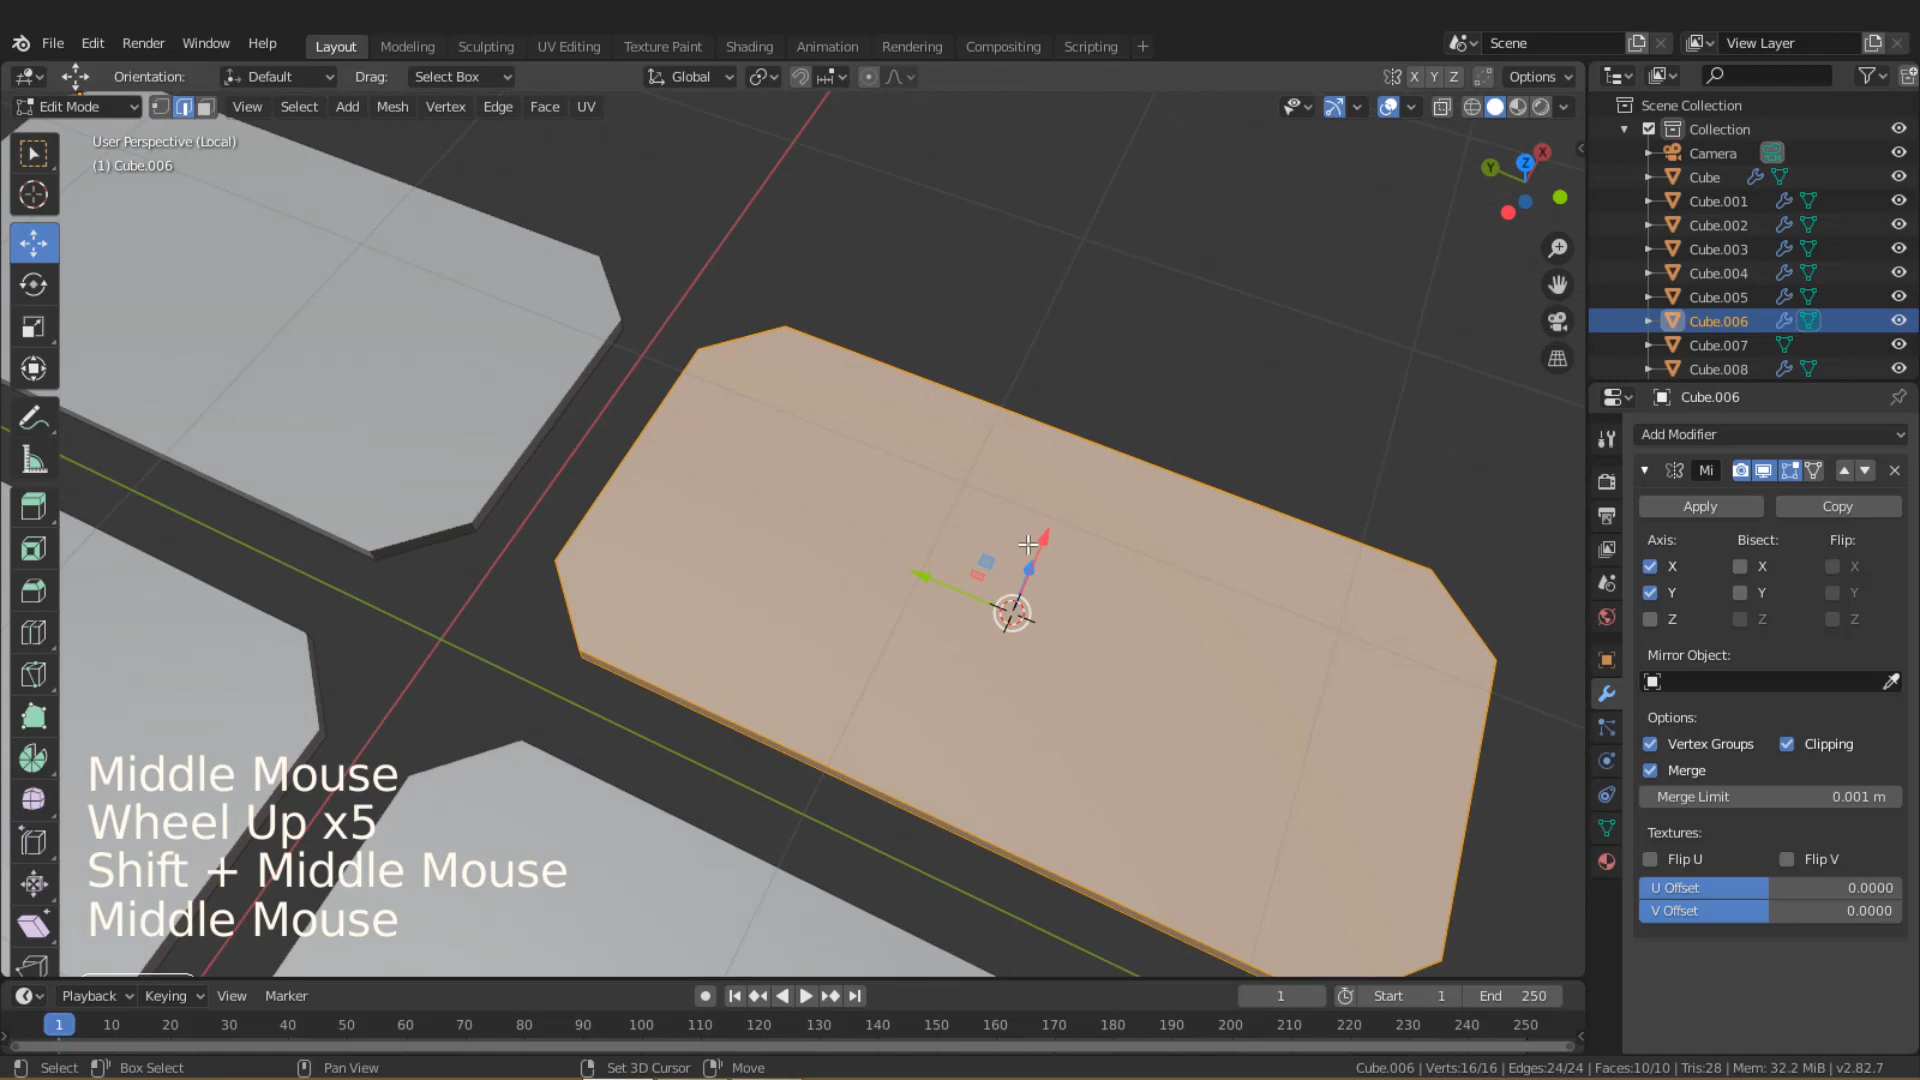 File Edit Render Window Help Layout Modeling Sculpting UV Editing Texture Paint Shading Animation Rendering Compositing Scripting + Scene View Layer
Orientation: Default Drag: Select Box Global X Y Z Options
Edit Mode View Select Add Mesh Vertex Edge Face UV
User Perspective (Local)
(1) Cube.006
Y Z X
Middle Mouse
Wheel Up x5
Shift + Middle Mouse
Middle Mouse
Scene Collection
Collection
Camera
Cube
Cube.001
Cube.002
Cube.003
Cube.004
Cube.005
Cube.006
Cube.007
Cube.008
Cube.006
Add Modifier
Mi
Apply Copy
Axis: Bisect: Flip:
X X X
Y Y Y
Z Z Z
Mirror Object:
Options:
Vertex Groups Clipping
Merge
Merge Limit 0.001 m
Textures:
Flip U Flip V
U Offset 0.0000
V Offset 0.0000
Playback Keying View Marker 1 Start 1 End 250
1 10 20 30 40 50 60 70 80 90 100 110 120 130 140 150 160 170 180 190 200 210 220 230 240 250
Select Box Select Pan View Set 3D Cursor Move Cube.006 | Verts:16/16 | Edges:24/24 | Faces:10/10 | Tris:28 | Mem: 32.2 MiB | v2.82.7